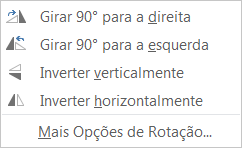 Girar 90° para a direita
Girar 90° para a esquerda
Inverter verticalmente
Inverter horizontalmente
Mais Opções de Rotação...